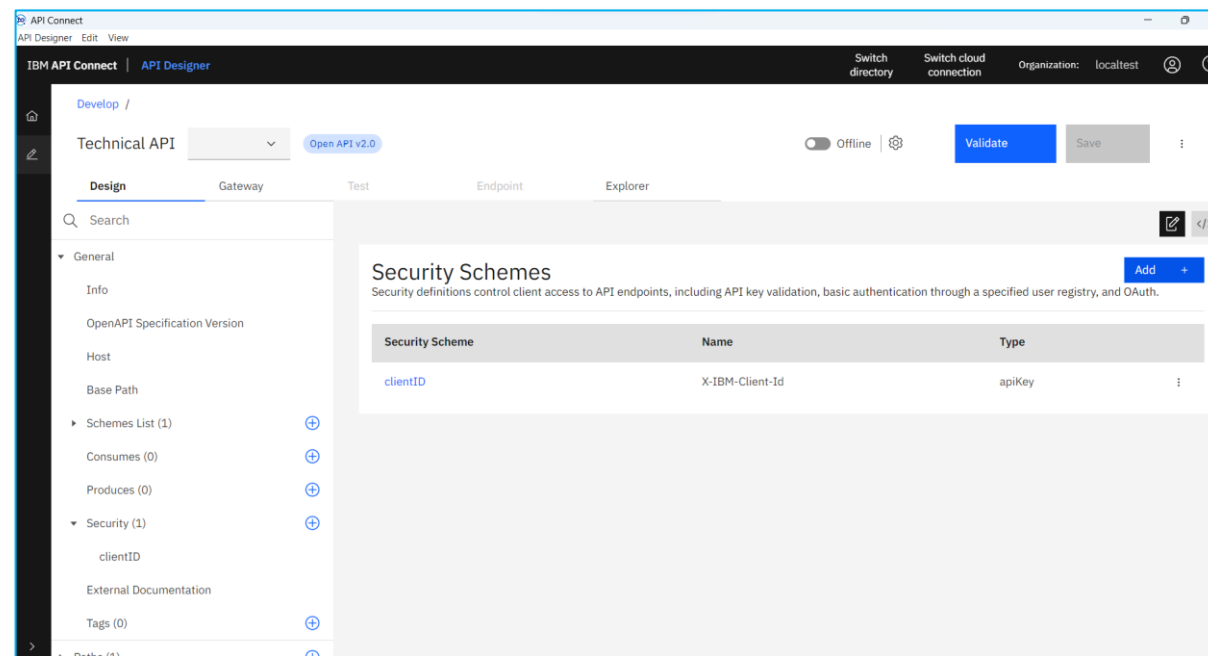 API Connect
API Designer Edit View
IBM API Connect | API Designer
Switch directory
Switch cloud connection
Organization: localtest
Develop /
Technical API
Open API v2.0
Offline
Validate
Save
Design Gateway Test Endpoint Explorer
Search
General
Info
OpenAPI Specification Version
Host
Base Path
Schemes List (1)
Consumes (0)
Produces (0)
Security (1)
clientID
External Documentation
Tags (0)
Paths (1)
Security Schemes
Add +
Security definitions control client access to API endpoints, including API key validation, basic authentication through a specified user registry, and OAuth.
Security Scheme Name Type
clientID X-IBM-Client-Id apiKey